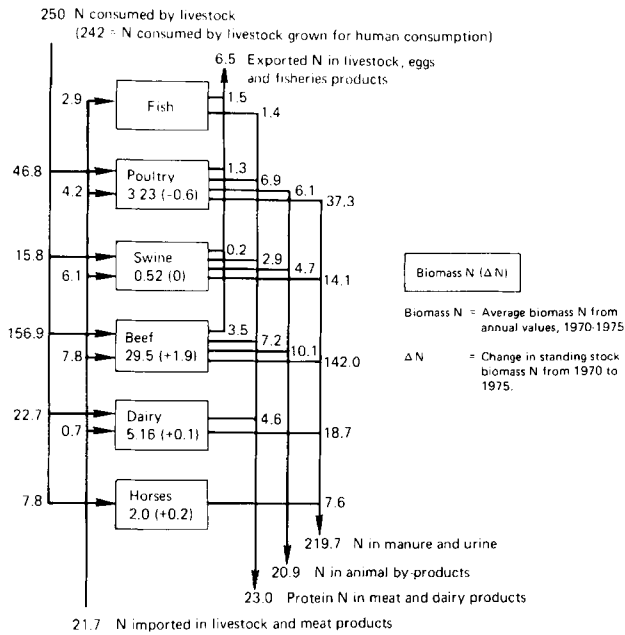 250 N consumed by livestock
(242 = N consumed by livestock grown for human consumption)
6.5 Exported N in livestock, eggs
and fisheries products
2.9
Fish
1.5
1.4
46.8
4.2
Poultry
3.23 (-0.6)
1.3
6.9
6.1
37.3
15.8
6.1
Swine
0.52 (0)
0.2
2.9
4.7
14.1
Biomass N (Δ N)
Biomass N = Average biomass N from
annual values, 1970-1975
Δ N = Change in standing stock
biomass N from 1970 to
1975.
156.9
7.8
Beef
29.5 (+1.9)
3.5
7.2
10.1
142.0
22.7
0.7
Dairy
5.16 (+0.1)
4.6
18.7
7.8
Horses
2.0 (+0.2)
7.6
219.7 N in manure and urine
20.9 N in animal by-products
23.0 Protein N in meat and dairy products
21.7 N imported in livestock and meat products